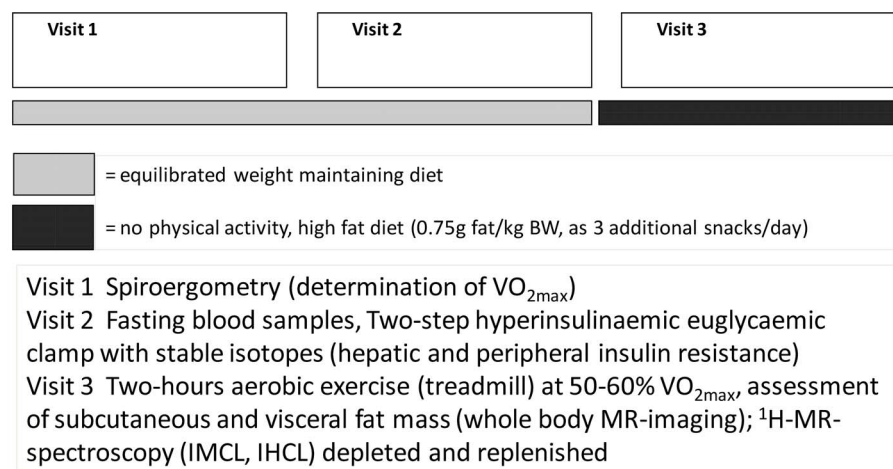 Visit 1
Visit 2
Visit 3
= equilibrated weight maintaining diet
= no physical activity, high fat diet (0.75g fat/kg BW, as 3 additional snacks/day)
Visit 1 Spiroergometry (determination of VO₂max)
Visit 2 Fasting blood samples, Two-step hyperinsulinaemic euglycaemic
clamp with stable isotopes (hepatic and peripheral insulin resistance)
Visit 3 Two-hours aerobic exercise (treadmill) at 50-60% VO₂max, assessment
of subcutaneous and visceral fat mass (whole body MR-imaging); ¹H-MR-
spectroscopy (IMCL, IHCL) depleted and replenished